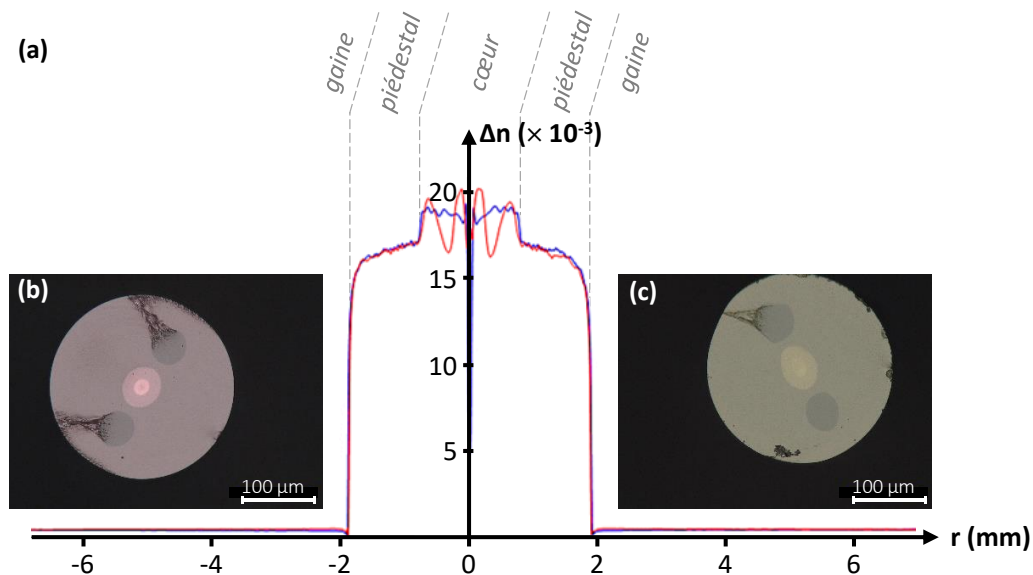 (a)
gaine
piédestal
cœur
piédestal
gaine
Δn (× 10⁻³)
20
15
10
5
(b)
100 µm
(c)
100 µm
-6
-4
-2
0
2
4
6
r (mm)